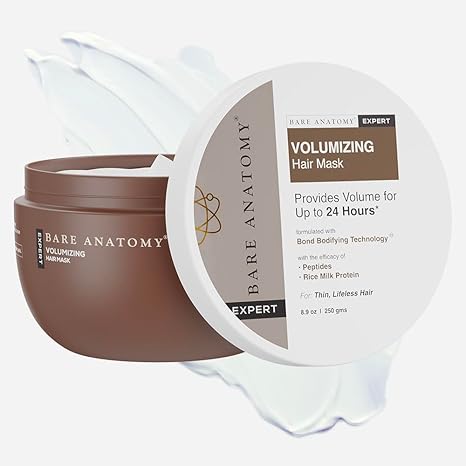 BARE ANATOMY®
EXPERT
VOLUMIZING
HAIR MASK
BARE ANATOMY®
EXPERT
BARE ANATOMY® EXPERT
VOLUMIZING
Hair Mask
Provides Volume for
Up to 24 Hours*
formulated with
Bond Bodifying Technology
with the efficacy of
• Peptides
• Rice Milk Protein
For: Thin, Lifeless Hair
8.9 oz | 250 gms